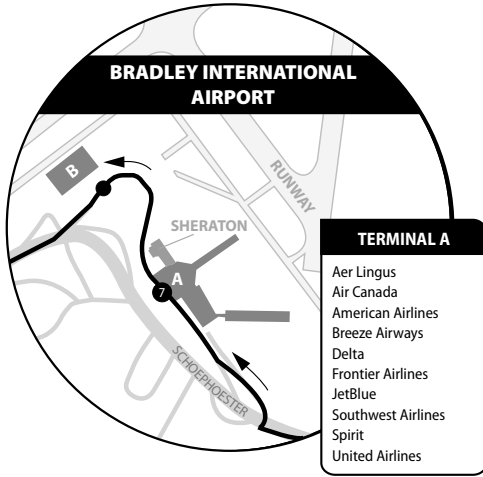 BRADLEY INTERNATIONAL
AIRPORT
B
RUNWAY
SHERATON
A
7
SCHOEPHOESTER
TERMINAL A
Aer Lingus
Air Canada
American Airlines
Breeze Airways
Delta
Frontier Airlines
JetBlue
Southwest Airlines
Spirit
United Airlines